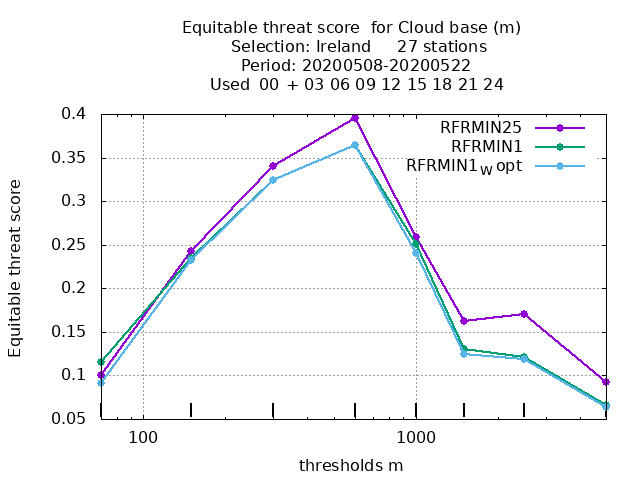 Equitable threat score  for Cloud base (m)
Selection: Ireland     27 stations
Period: 20200508-20200522
Used  00 + 03 06 09 12 15 18 21 24
RFRMIN25
RFRMIN1
RFRMIN1W opt
Equitable threat score
0.4
0.35
0.3
0.25
0.2
0.15
0.1
0.05
100
1000
thresholds m